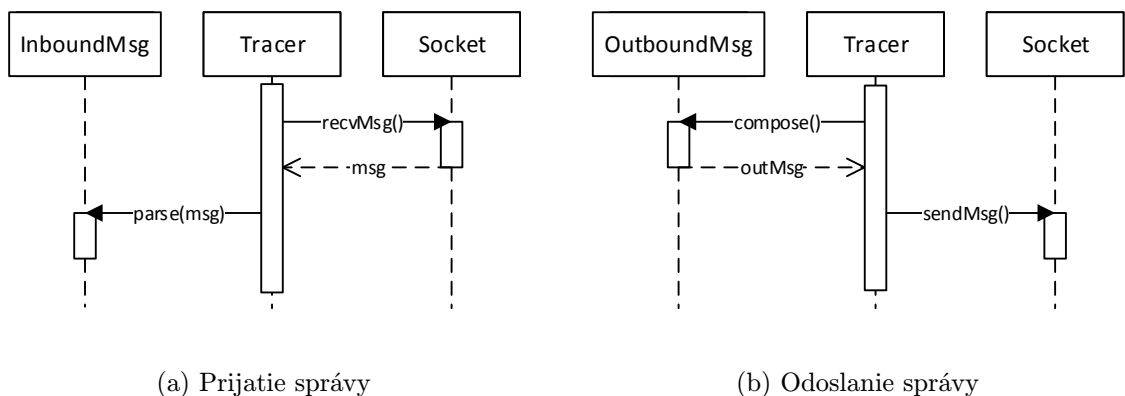 InboundMsg
Tracer
Socket
recvMsg()
msg
parse(msg)
(a) Prijatie správy
OutboundMsg
Tracer
Socket
compose()
outMsg
sendMsg()
(b) Odoslanie správy